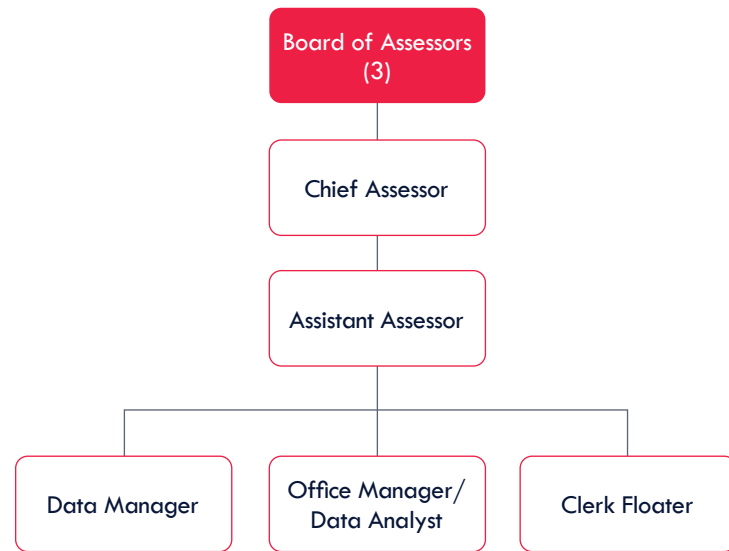 Board of Assessors
(3)
Chief Assessor
Assistant Assessor
Data Manager
Office Manager/
Data Analyst
Clerk Floater